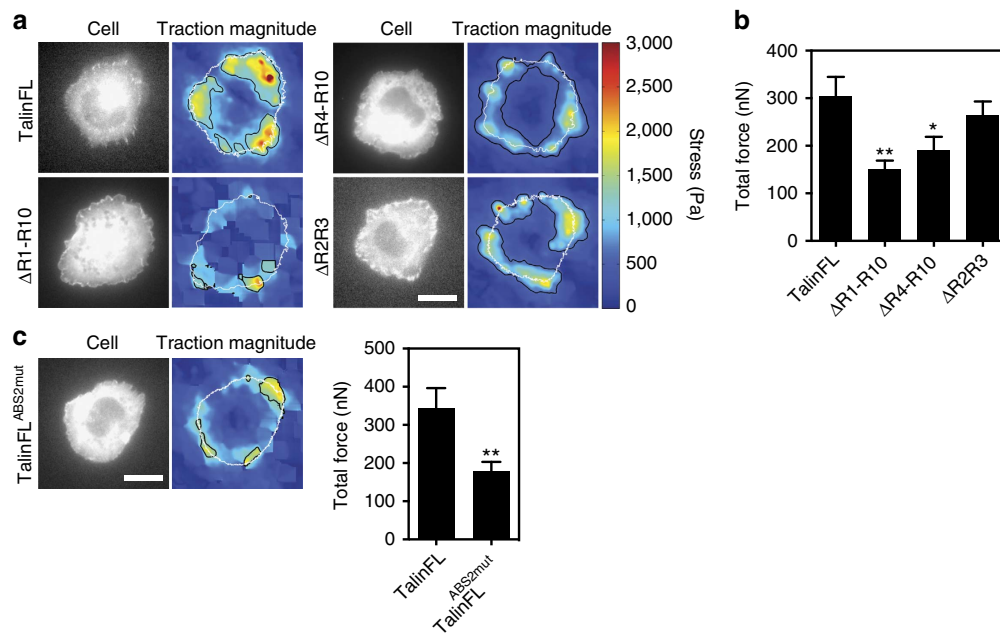 a
Cell Traction magnitude Cell Traction magnitude
TalinFL
ΔR4-R10
ΔR1-R10
ΔR2R3
3,000
2,500
2,000
1,500
1,000
500
0
Stress (Pa)
b
Total force (nN)
400
300
200
100
0
**
*
TalinFL
ΔR1-R10
ΔR4-R10
ΔR2R3
c
Cell Traction magnitude
TalinFL^ABS2mut
Total force (nN)
500
400
300
200
100
0
**
TalinFL
ABS2mut
TalinFL